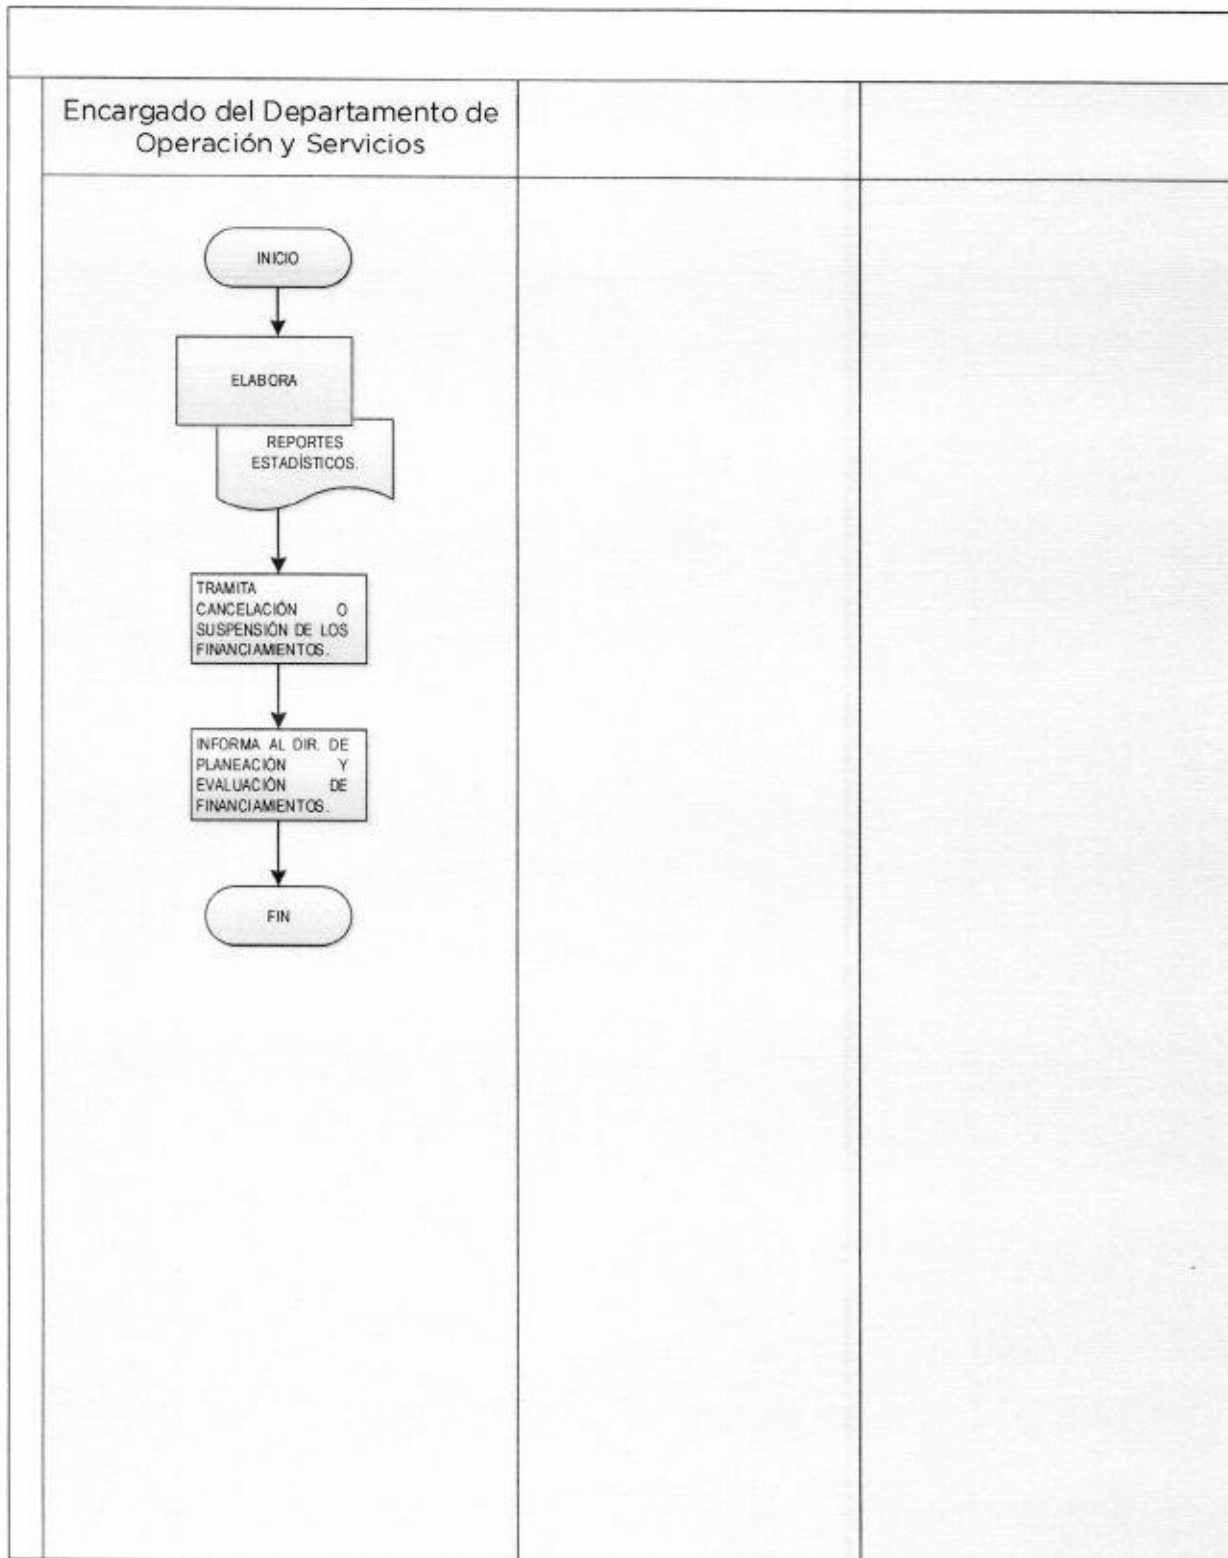 Encargado del Departamento de
Operación y Servicios
INICIO
ELABORA
REPORTES
ESTADÍSTICOS.
TRAMITA
CANCELACIÓN O
SUSPENSIÓN DE LOS
FINANCIAMIENTOS.
INFORMA AL DIR. DE
PLANEACIÓN Y
EVALUACIÓN DE
FINANCIAMIENTOS.
FIN